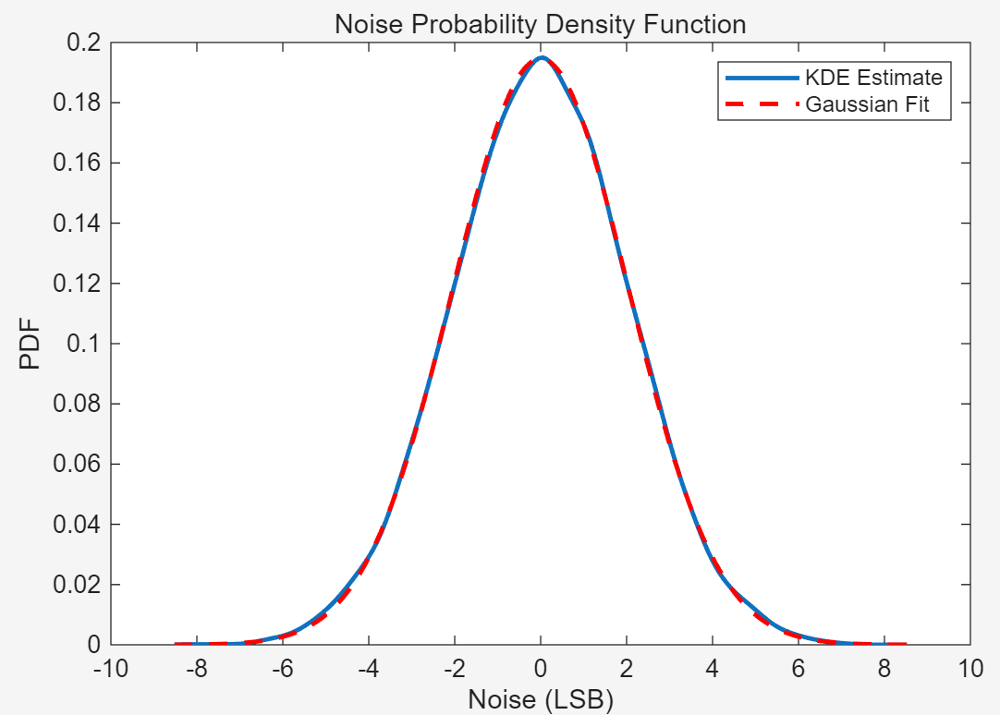 Noise Probability Density Function
KDE Estimate
Gaussian Fit
PDF
0.2
0.18
0.16
0.14
0.12
0.1
0.08
0.06
0.04
0.02
0
-10 -8 -6 -4 -2 0 2 4 6 8 10
Noise (LSB)